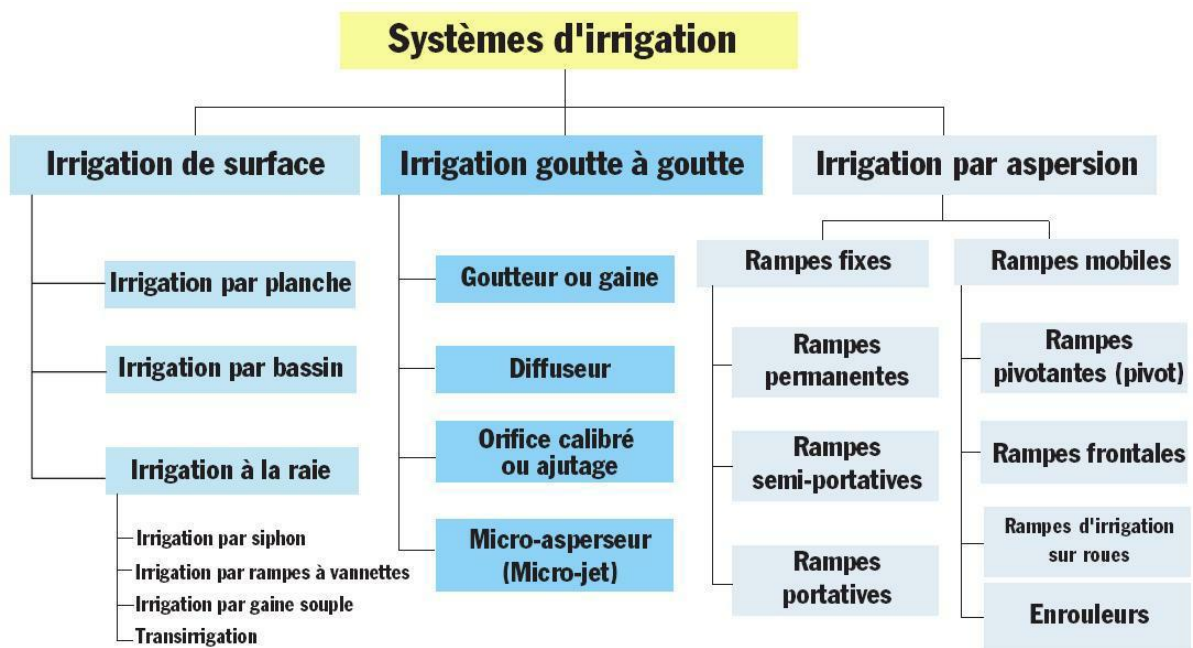 Systèmes d'irrigation
Irrigation de surface
Irrigation par planche
Irrigation par bassin
Irrigation à la raie
Irrigation par siphon
Irrigation par rampes à vannettes
Irrigation par gaine souple
Transirrigation
Irrigation goutte à goutte
Goutteur ou gaine
Diffuseur
Orifice calibré
ou ajutage
Micro-asperseur
(Micro-jet)
Irrigation par aspersion
Rampes fixes
Rampes
permanentes
Rampes
semi-portatives
Rampes
portatives
Rampes mobiles
Rampes
pivotantes (pivot)
Rampes frontales
Rampes d'irrigation
sur roues
Enrouleurs